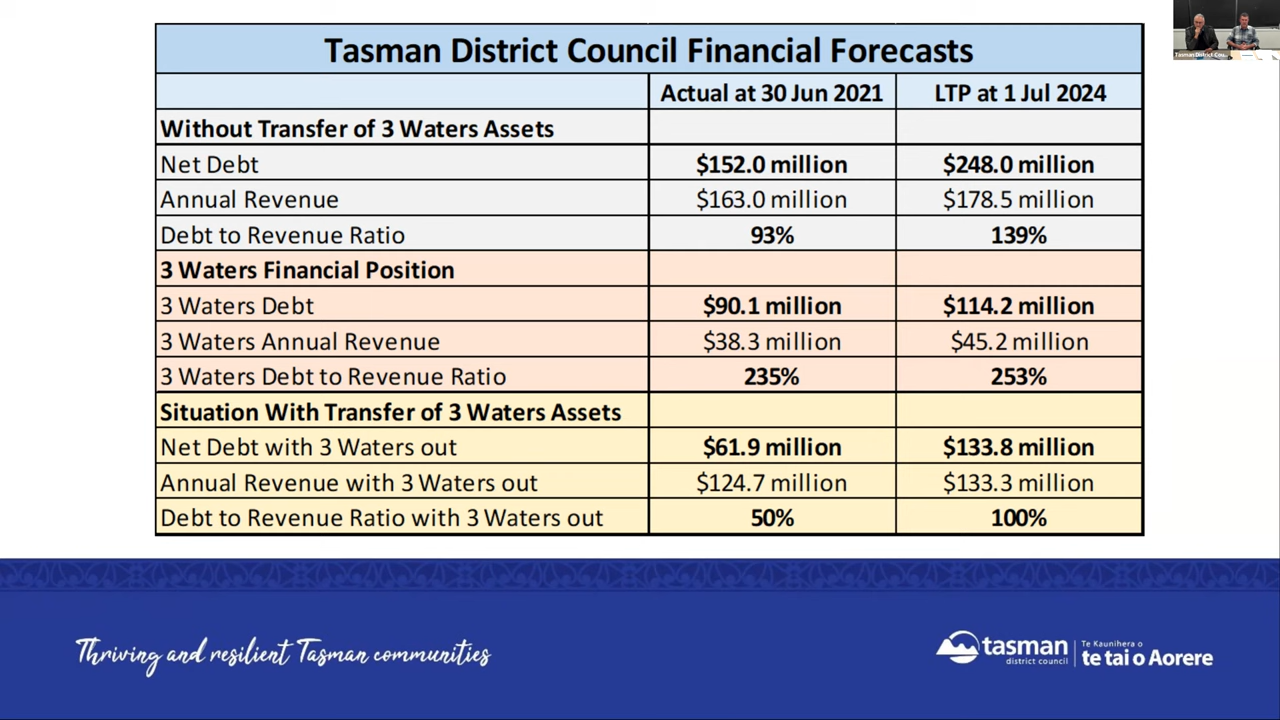 Tasman District Council Financial Forecasts
Actual at 30 Jun 2021 LTP at 1 Jul 2024
Without Transfer of 3 Waters Assets
Net Debt $152.0 million $248.0 million
Annual Revenue $163.0 million $178.5 million
Debt to Revenue Ratio 93% 139%
3 Waters Financial Position
3 Waters Debt $90.1 million $114.2 million
3 Waters Annual Revenue $38.3 million $45.2 million
3 Waters Debt to Revenue Ratio 235% 253%
Situation With Transfer of 3 Waters Assets
Net Debt with 3 Waters out $61.9 million $133.8 million
Annual Revenue with 3 Waters out $124.7 million $133.3 million
Debt to Revenue Ratio with 3 Waters out 50% 100%
Thriving and resilient Tasman communities
tasman
district council
Te Kaunihera o
te tai o Aorere
Tasman District Cou...